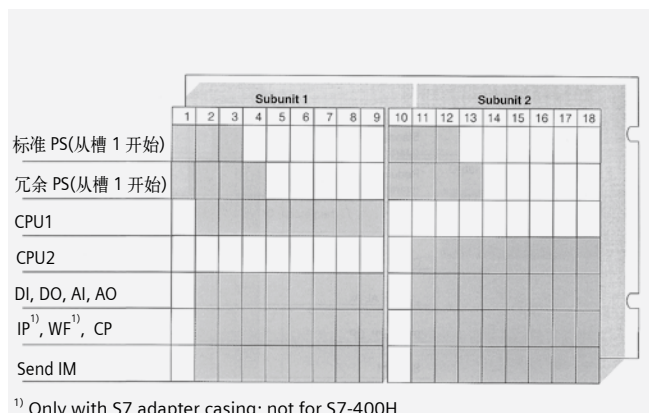 Subunit 1 Subunit 2
1 2 3 4 5 6 7 8 9 10 11 12 13 14 15 16 17 18
标准 PS(从槽 1 开始)
冗余 PS(从槽 1 开始)
CPU1
CPU2
DI, DO, AI, AO
IP1), WF1), CP
Send IM
1) Only with S7 adapter casing; not for S7-400H